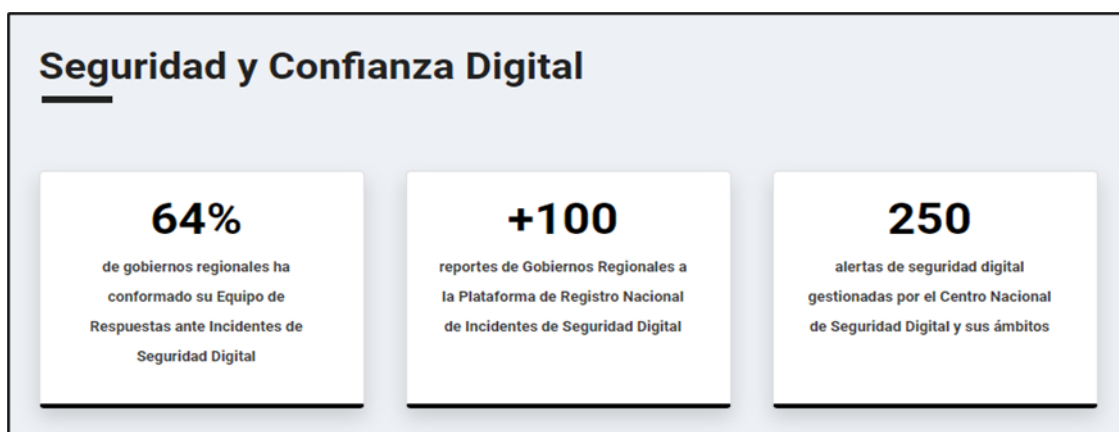 Seguridad y Confianza Digital
64%
de gobiernos regionales ha
conformado su Equipo de
Respuestas ante Incidentes de
Seguridad Digital
+100
reportes de Gobiernos Regionales a
la Plataforma de Registro Nacional
de Incidentes de Seguridad Digital
250
alertas de seguridad digital
gestionadas por el Centro Nacional
de Seguridad Digital y sus ámbitos